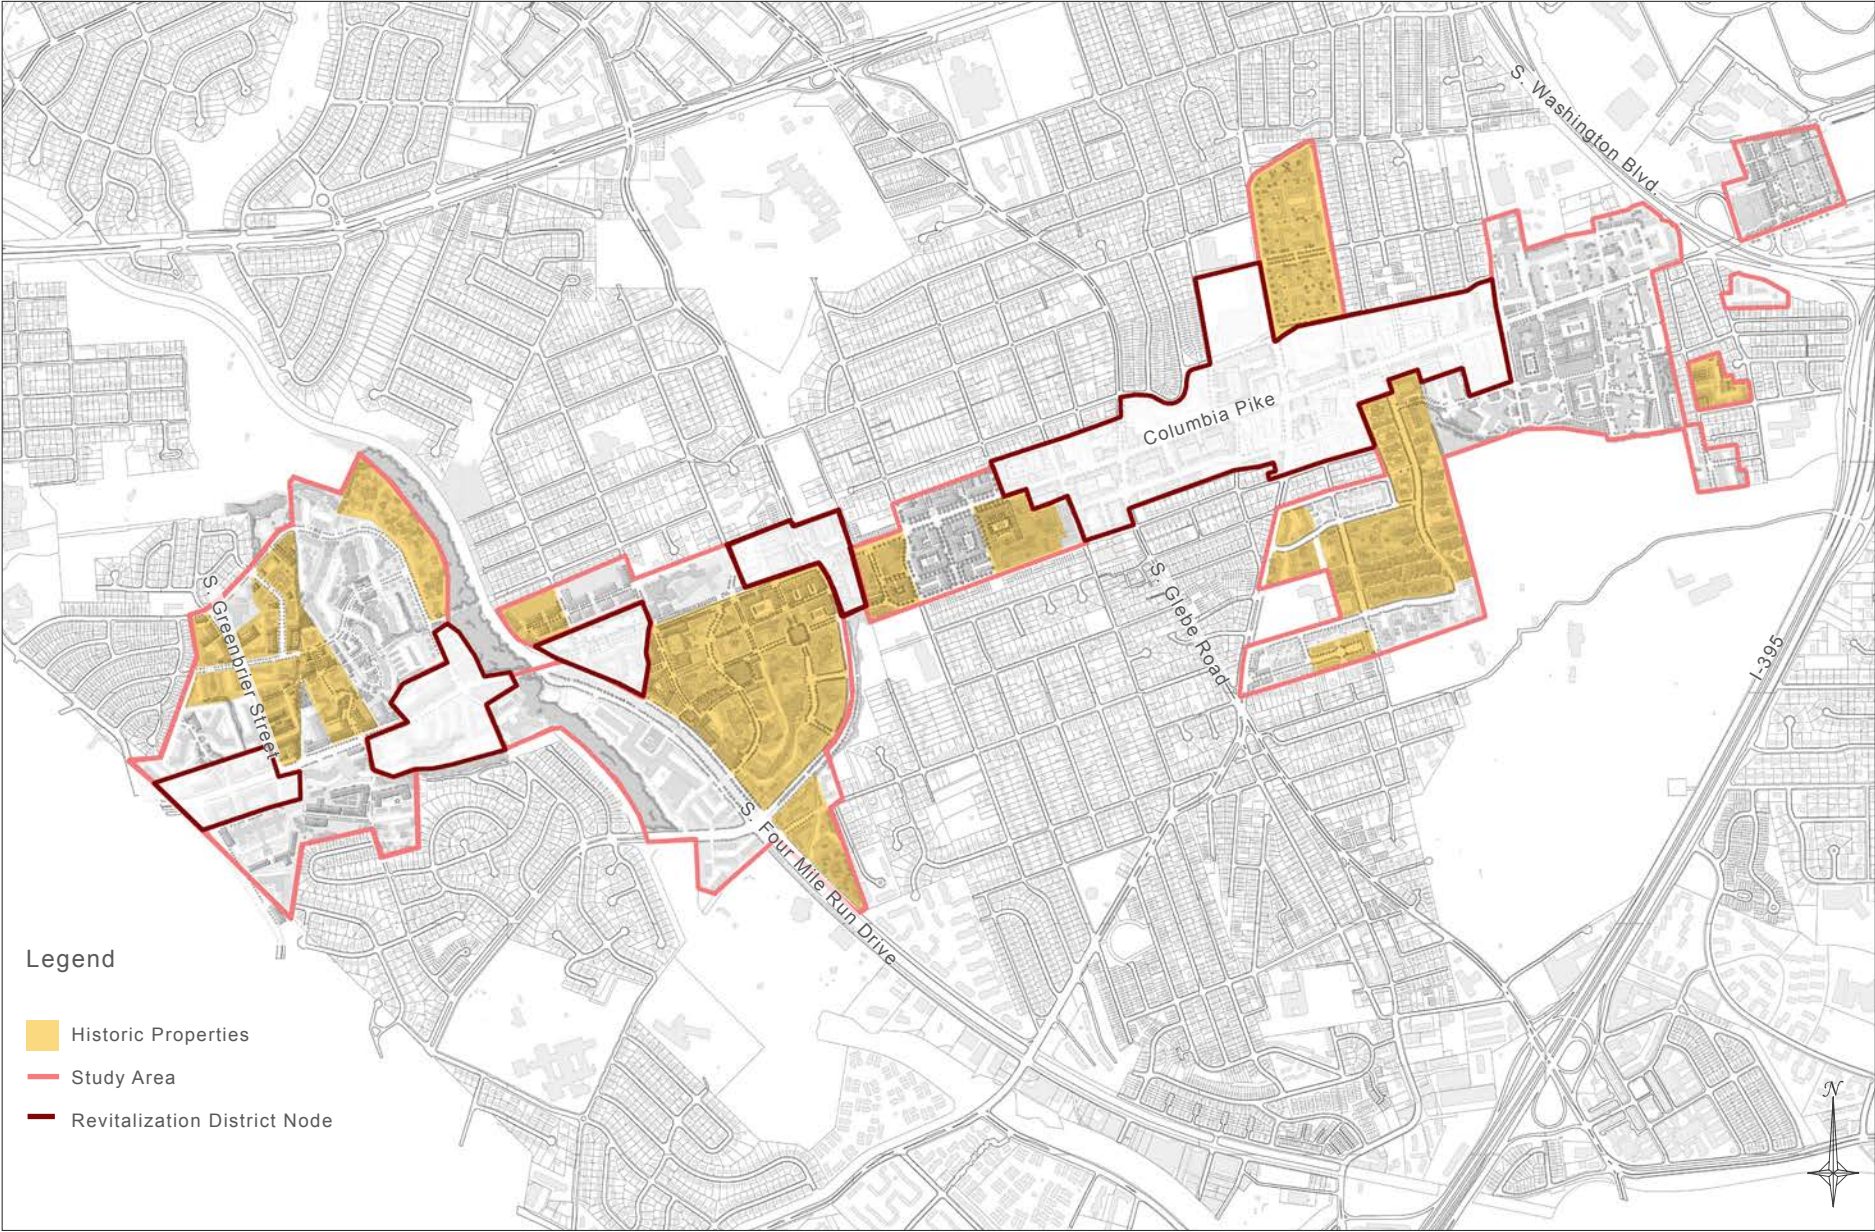 S. Washington Blvd.
Columbia Pike
S. Greenbrier Street
S. Glebe Road
I-395
S. Four Mile Run Drive
Legend
Historic Properties
Study Area
Revitalization District Node
N